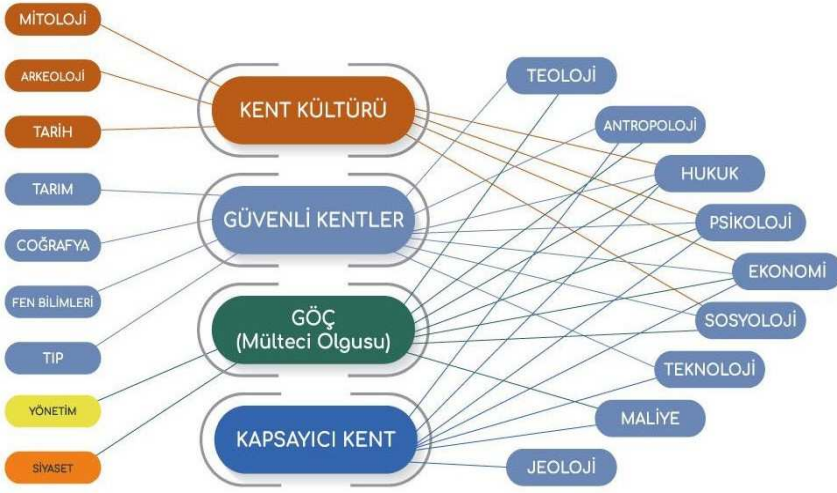 MİTOLOJİ
ARKEOLOJİ
TARİH
TARIM
COĞRAFYA
FEN BİLİMLERİ
TIP
YÖNETİM
SİYASET
KENT KÜLTÜRÜ
GÜVENLİ KENTLER
GÖÇ
(Mülteci Olgusu)
KAPSAYICI KENT
TEOLOJİ
ANTROPOLOJİ
HUKUK
PSİKOLOJİ
EKONOMİ
SOSYOLOJİ
TEKNOLOJİ
MALİYE
JEOLOJİ